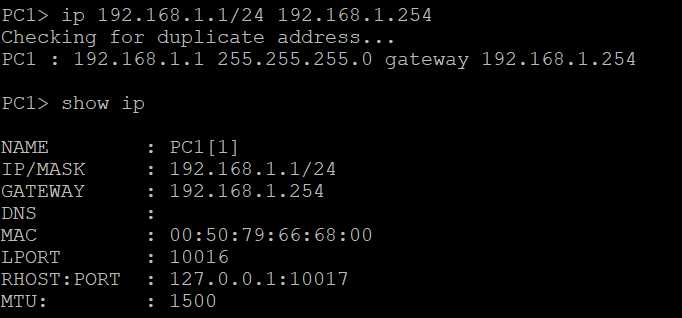 PC1> ip 192.168.1.1/24 192.168.1.254
Checking for duplicate address...
PC1 : 192.168.1.1 255.255.255.0 gateway 192.168.1.254
PC1> show ip
NAME        : PC1[1]
IP/MASK     : 192.168.1.1/24
GATEWAY     : 192.168.1.254
DNS         :
MAC         : 00:50:79:66:68:00
LPORT       : 10016
RHOST:PORT  : 127.0.0.1:10017
MTU:        : 1500